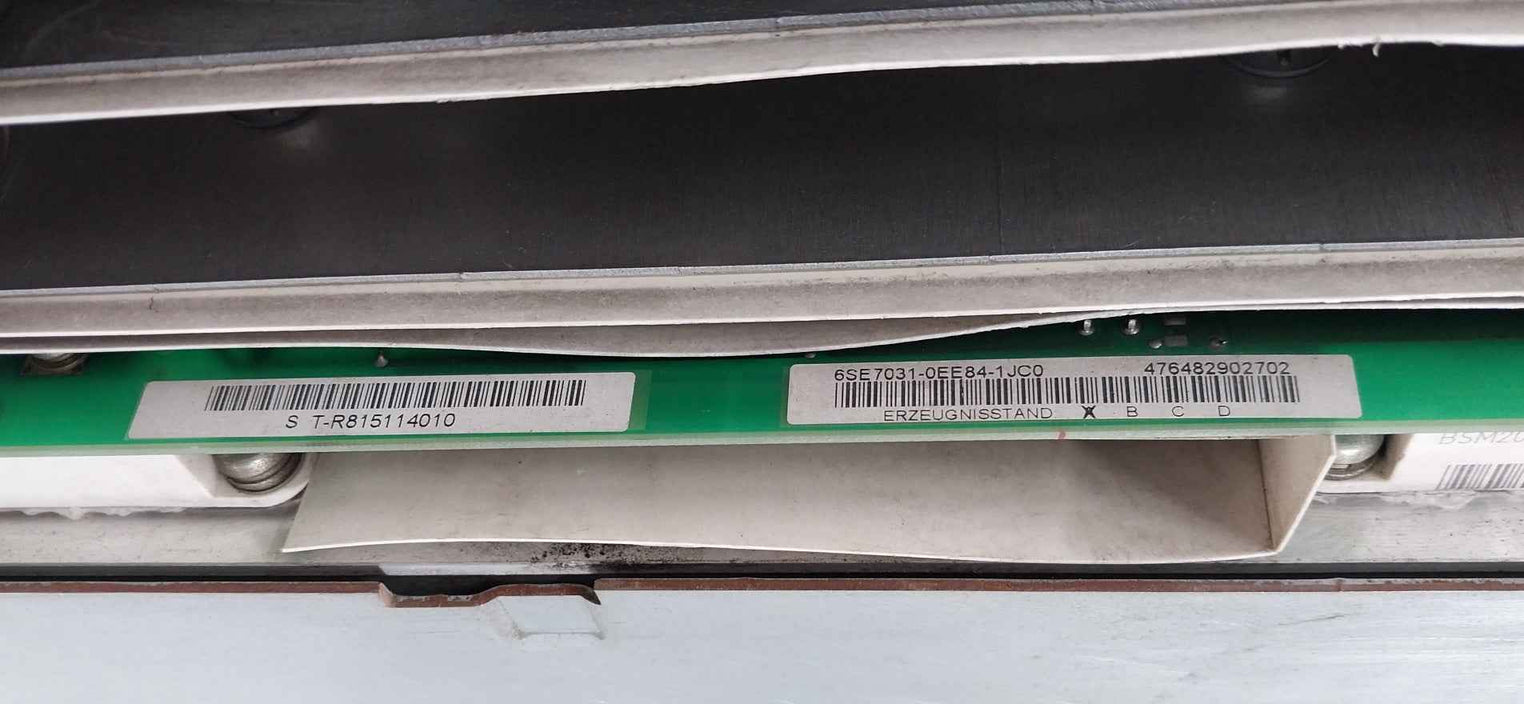 6SE7031-0EE84-1JC0 476482902702
S T-R815114010
ERZEUGNISSTAND A B C D